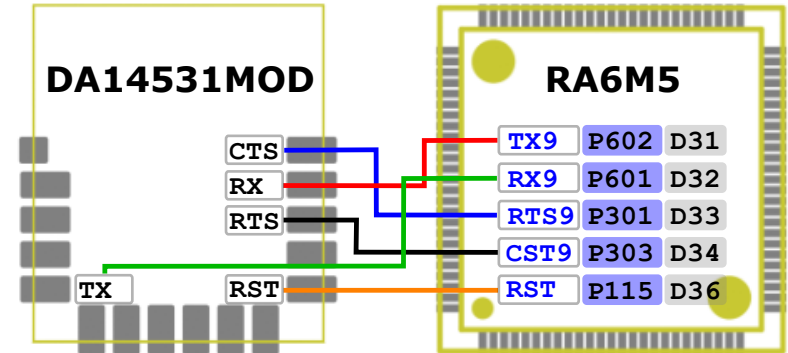 DA14531MOD
CTS
RX
RTS
TX RST
RA6M5
TX9 P602 D31
RX9 P601 D32
RTS9 P301 D33
CST9 P303 D34
RST P115 D36